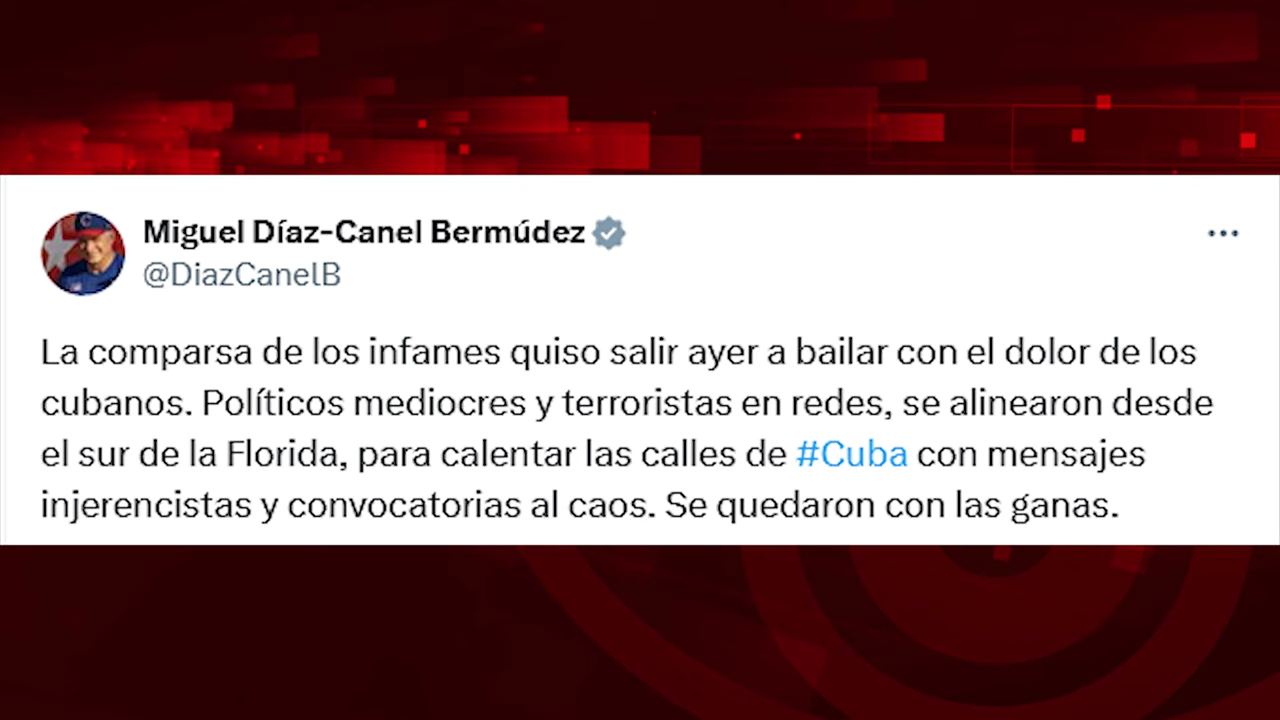 Miguel Díaz-Canel Bermúdez
@DiazCanelB
La comparsa de los infames quiso salir ayer a bailar con el dolor de los
cubanos. Políticos mediocres y terroristas en redes, se alinearon desde
el sur de la Florida, para calentar las calles de #Cuba con mensajes
injerencistas y convocatorias al caos. Se quedaron con las ganas.